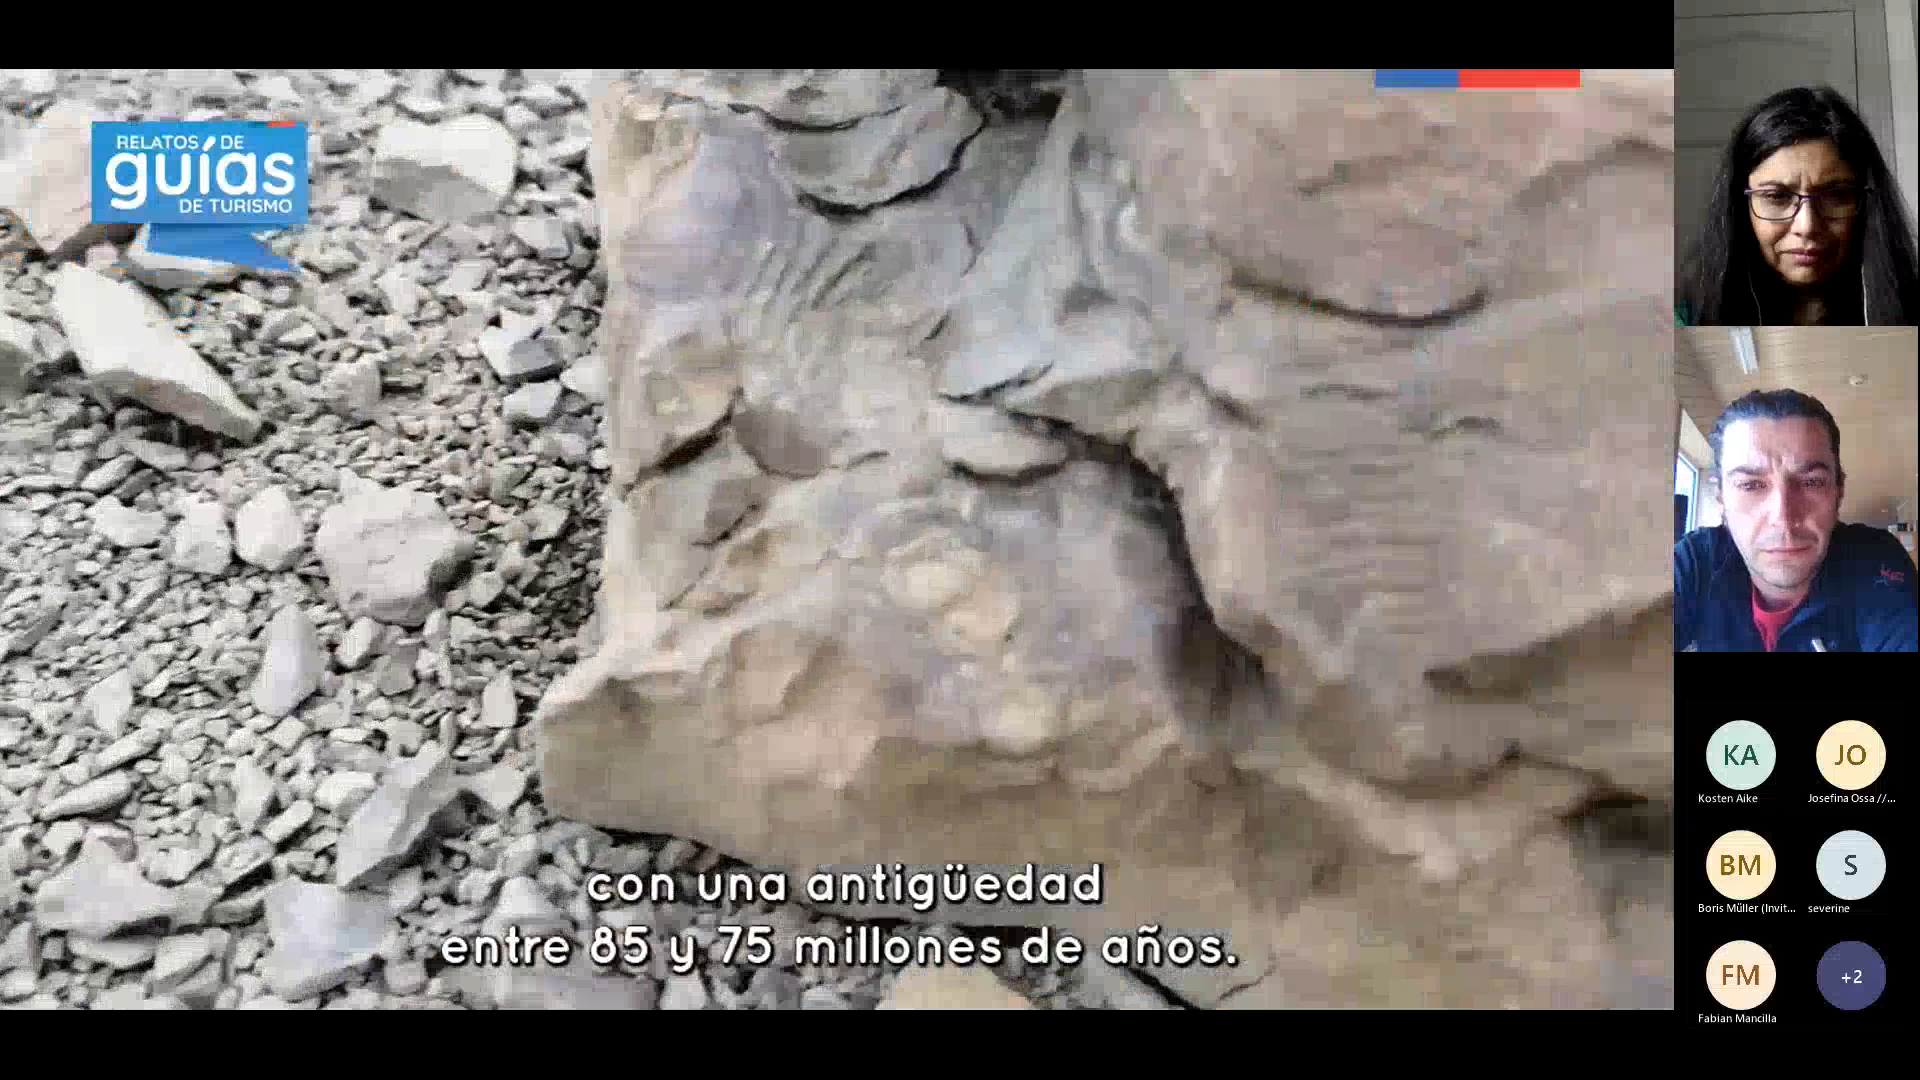 RELATOS DE
guías
DE TURISMO
con una antigüedad
entre 85 y 75 millones de años.
KA
Kosten Aike
JO
Josefina Ossa //...
BM
Boris Müller (Invit...
S
severine
FM
Fabian Mancilla
+2